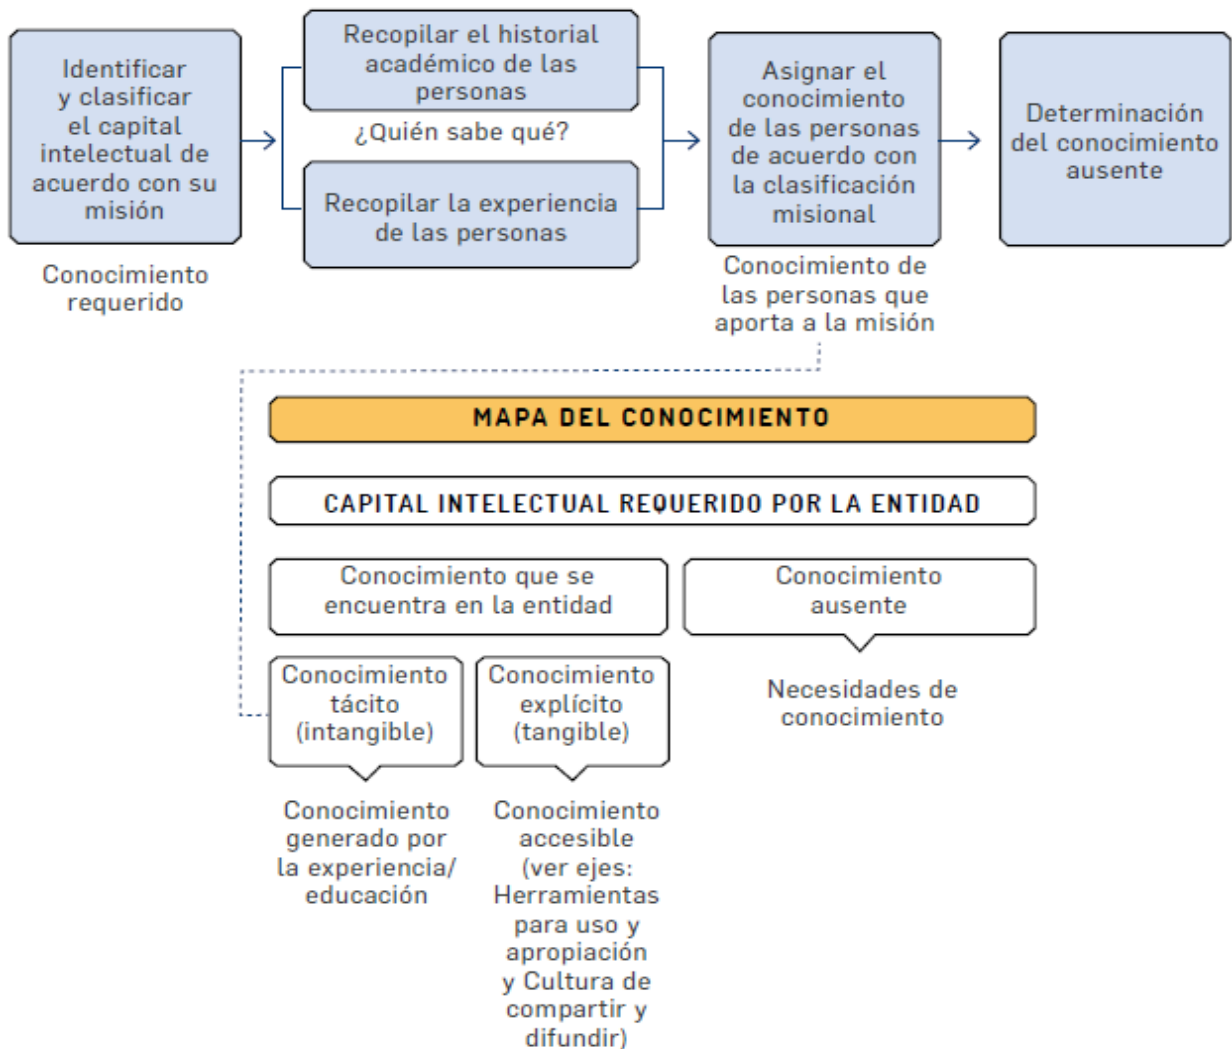 Identificar
y clasificar
el capital
intelectual de
acuerdo con su
misión
Conocimiento
requerido
Recopilar el historial
académico de las
personas
¿Quién sabe qué?
Recopilar la experiencia
de las personas
Asignar el
conocimiento
de las personas
de acuerdo con
la clasificación
misional
Conocimiento de
las personas que
aporta a la misión
Determinación
del conocimiento
ausente
MAPA DEL CONOCIMIENTO
CAPITAL INTELECTUAL REQUERIDO POR LA ENTIDAD
Conocimiento que se
encuentra en la entidad
Conocimiento
ausente
Conocimiento
tácito
(intangible)
Conocimiento
explícito
(tangible)
Necesidades de
conocimiento
Conocimiento
generado por
la experiencia/
educación
Conocimiento
accesible
(ver ejes:
Herramientas
para uso y
apropiación
y Cultura de
compartir y
difundir)